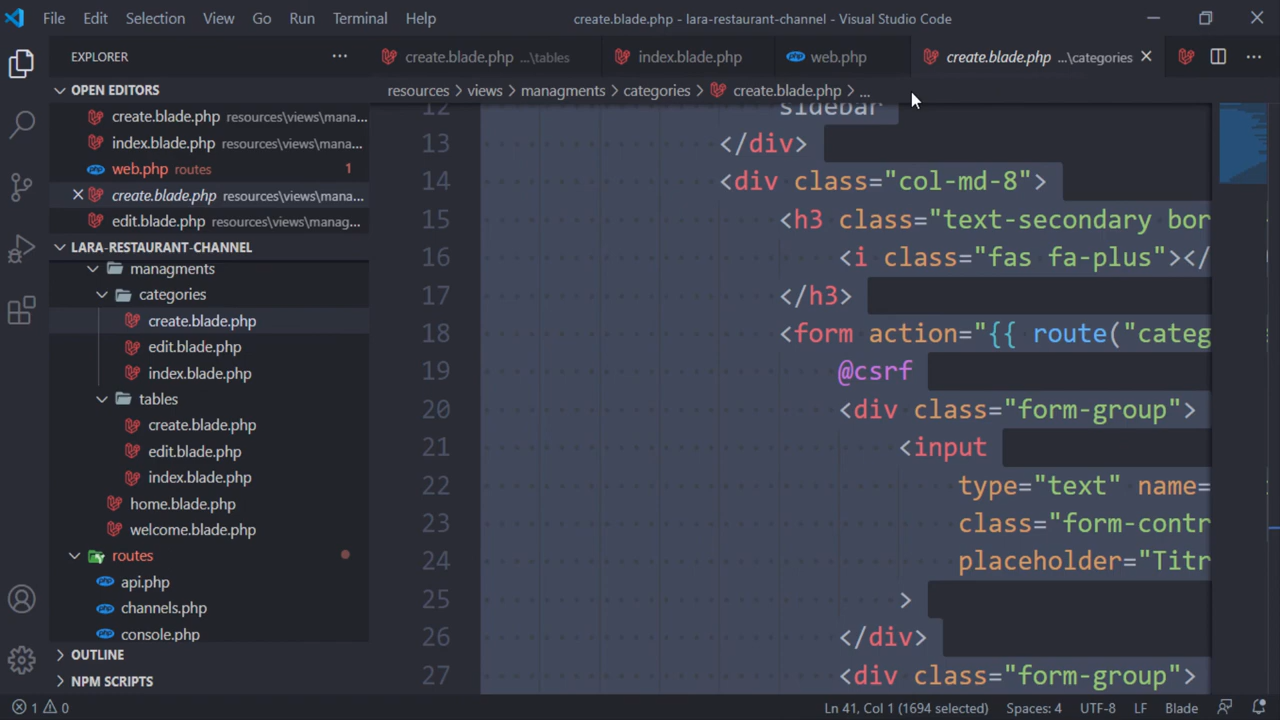 File Edit Selection View Go Run Terminal Help create.blade.php - lara-restaurant-channel - Visual Studio Code
EXPLORER
OPEN EDITORS
create.blade.php resources\views\mana...
index.blade.php resources\views\mana...
web.php routes 1
create.blade.php resources\views\mana...
edit.blade.php resources\views\manag...
LARA-RESTAURANT-CHANNEL
managments
categories
create.blade.php
edit.blade.php
index.blade.php
tables
create.blade.php
edit.blade.php
index.blade.php
home.blade.php
welcome.blade.php
routes
api.php
channels.php
console.php
OUTLINE
NPM SCRIPTS
create.blade.php ...\tables index.blade.php web.php create.blade.php ...\categories
resources > views > managments > categories > create.blade.php > ...
12 sidebar
13 </div>
14 <div class="col-md-8">
15 <h3 class="text-secondary bor
16 <i class="fas fa-plus"></
17 </h3>
18 <form action="{{ route("categ
19 @csrf
20 <div class="form-group">
21 <input
22 type="text" name=
23 class="form-contr
24 placeholder="Titr
25 >
26 </div>
27 <div class="form-group">
1 0 Ln 41, Col 1 (1694 selected) Spaces: 4 UTF-8 LF Blade